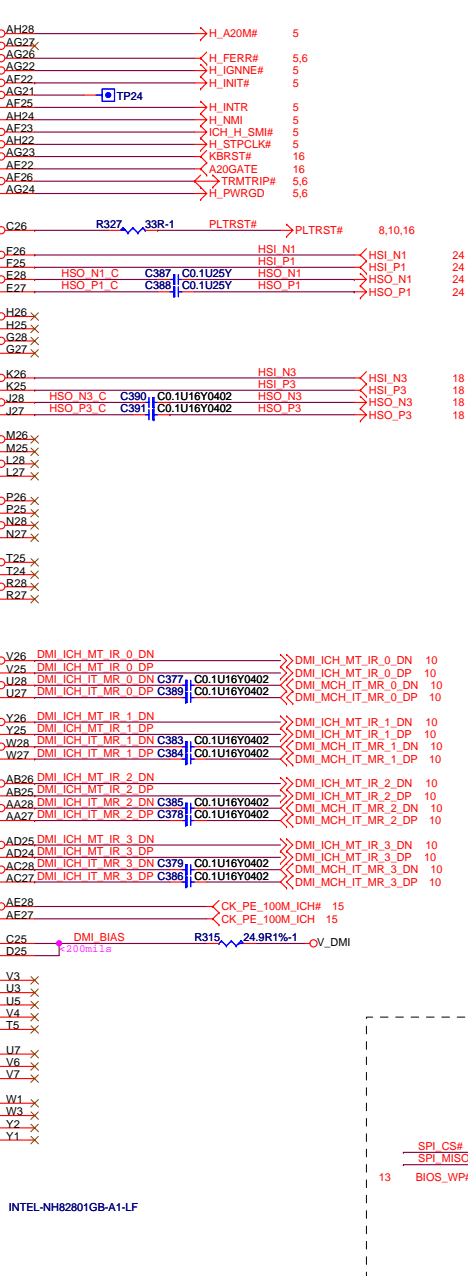 AH28 H_A20M# 5
AG27
AG26 H_FERR# 5,6
AG22 H_IGNNE# 5
AF22 H_INIT# 5
AG21 TP24
AF25 H_INTR 5
AH24 H_NMI 5
AF23 ICH_H_SMI# 5
AH22 H_STPCLK# 5
AG23 KBRST# 16
AE22 A20GATE 16
AF26 TRMTRIP# 5,6
AG24 H_PWRGD 5,6
C26 R327 33R-1 PLTRST# PLTRST# 8,10,16
F26 HSI_N1 HSI_N1 24
F25 HSI_P1 HSI_P1 24
E28 HSO_N1_C C387 C0.1U25Y HSO_N1 HSO_N1 24
E27 HSO_P1_C C388 C0.1U25Y HSO_P1 HSO_P1 24
H26
H25
G28
G27
K26 HSI_N3 HSI_N3 18
K25 HSI_P3 HSI_P3 18
J28 HSO_N3_C C390 C0.1U16Y0402 HSO_N3 HSO_N3 18
J27 HSO_P3_C C391 C0.1U16Y0402 HSO_P3 HSO_P3 18
M26
M25
L28
L27
P26
P25
N28
N27
T25
T24
R28
R27
V26 DMI_ICH_MT_IR_0_DN DMI_ICH_MT_IR_0_DN 10
V25 DMI_ICH_MT_IR_0_DP DMI_ICH_MT_IR_0_DP 10
U28 DMI_ICH_IT_MR_0_DN C377 C0.1U16Y0402 DMI_MCH_IT_MR_0_DN 10
U27 DMI_ICH_IT_MR_0_DP C389 C0.1U16Y0402 DMI_MCH_IT_MR_0_DP 10
Y26 DMI_ICH_MT_IR_1_DN DMI_ICH_MT_IR_1_DN 10
Y25 DMI_ICH_MT_IR_1_DP DMI_ICH_MT_IR_1_DP 10
W28 DMI_ICH_IT_MR_1_DN C383 C0.1U16Y0402 DMI_MCH_IT_MR_1_DN 10
W27 DMI_ICH_IT_MR_1_DP C384 C0.1U16Y0402 DMI_MCH_IT_MR_1_DP 10
AB26 DMI_ICH_MT_IR_2_DN DMI_ICH_MT_IR_2_DN 10
AB25 DMI_ICH_MT_IR_2_DP DMI_ICH_MT_IR_2_DP 10
AA28 DMI_ICH_IT_MR_2_DN C385 C0.1U16Y0402 DMI_MCH_IT_MR_2_DN 10
AA27 DMI_ICH_IT_MR_2_DP C378 C0.1U16Y0402 DMI_MCH_IT_MR_2_DP 10
AD25 DMI_ICH_MT_IR_3_DN DMI_ICH_MT_IR_3_DN 10
AD24 DMI_ICH_MT_IR_3_DP DMI_ICH_MT_IR_3_DP 10
AC28 DMI_ICH_IT_MR_3_DN C379 C0.1U16Y0402 DMI_MCH_IT_MR_3_DN 10
AC27 DMI_ICH_IT_MR_3_DP C386 C0.1U16Y0402 DMI_MCH_IT_MR_3_DP 10
AE28 CK_PE_100M_ICH# 15
AE27 CK_PE_100M_ICH 15
C25 DMI_BIAS R315 24.9R1%-1 V_DMI
D25 <200mils
V3
U3
U5
V4
T5
U7
V6
V7
W1
W3
Y2
Y1
SPI_CS#
SPI_MISO
13 BIOS_WP#
INTEL-NH82801GB-A1-LF